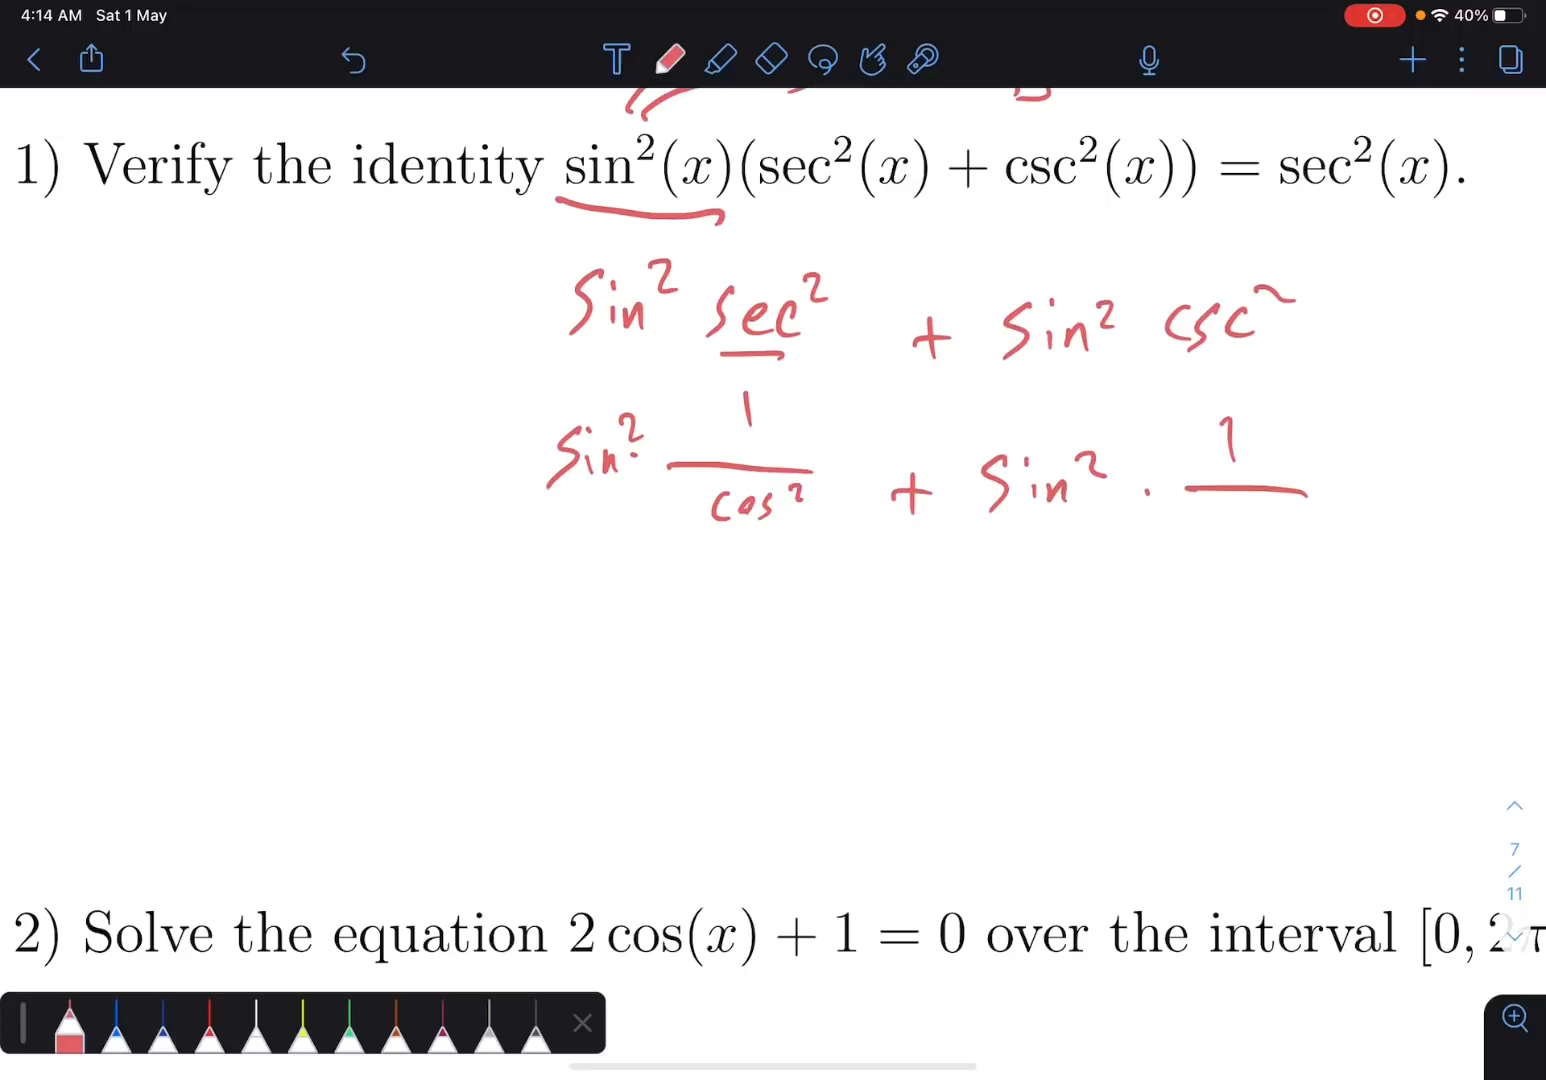 4:14 AM Sat 1 May 40%
1) Verify the identity sin²(x)(sec²(x) + csc²(x)) = sec²(x).
sin² sec² + sin² csc²
sin² · 1/cos² + sin² · 1/
7
/
11
2) Solve the equation 2 cos(x) + 1 = 0 over the interval [0, 2π